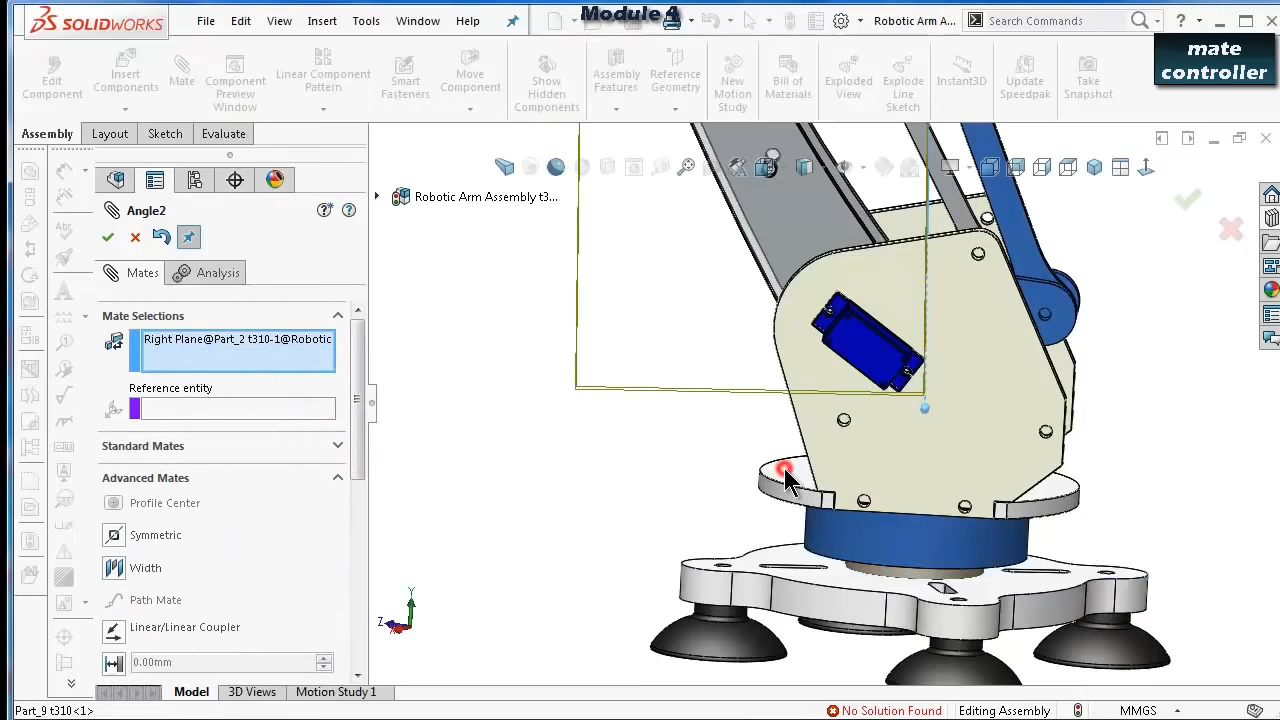 SOLIDWORKS
File Edit View Insert Tools Window Help
Module 4
Robotic Arm A...
Search Commands
mate controller
Edit Component
Insert Components
Mate
Component Preview Window
Linear Component Pattern
Smart Fasteners
Move Component
Show Hidden Components
Assembly Features
Reference Geometry
New Motion Study
Bill of Materials
Exploded View
Explode Line Sketch
Instant3D
Update Speedpak
Take Snapshot
Assembly Layout Sketch Evaluate
Robotic Arm Assembly t3...
Angle2
Mates Analysis
Mate Selections
Right Plane@Part_2 t310-1@Robotic
Reference entity
Standard Mates
Advanced Mates
Profile Center
Symmetric
Width
Path Mate
Linear/Linear Coupler
0.00mm
Y
Z
Model 3D Views Motion Study 1
Part_9 t310<1>
No Solution Found
Editing Assembly
MMGS